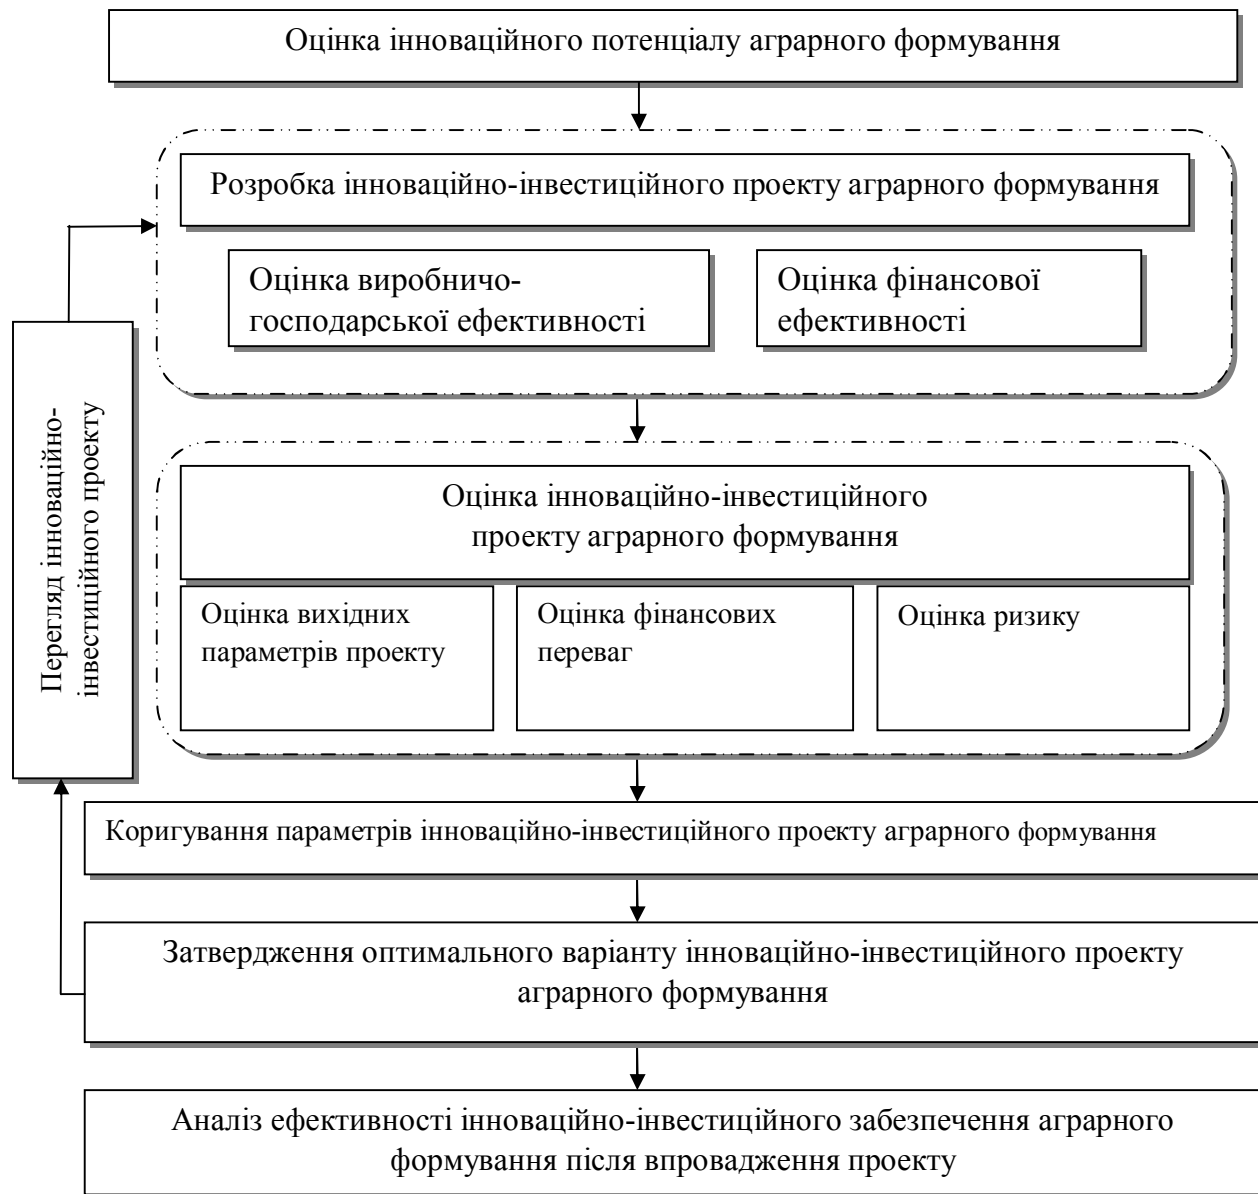 Оцінка інноваційного потенціалу аграрного формування
Розробка інноваційно-інвестиційного проекту аграрного формування
Оцінка виробничо-
господарської ефективності
Оцінка фінансової
ефективності
Перегляд інноваційно-
інвестиційного проекту
Оцінка інноваційно-інвестиційного
проекту аграрного формування
Оцінка вихідних
параметрів проекту
Оцінка фінансових
переваг
Оцінка ризику
Коригування параметрів інноваційно-інвестиційного проекту аграрного формування
Затвердження оптимального варіанту інноваційно-інвестиційного проекту
аграрного формування
Аналіз ефективності інноваційно-інвестиційного забезпечення аграрного
формування після впровадження проекту